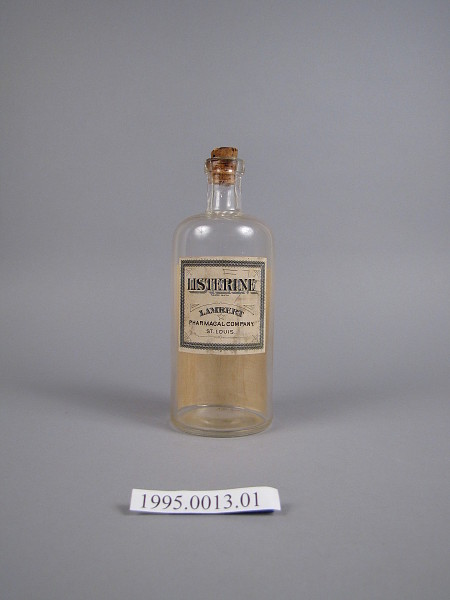 LISTERINE
LAMBERT
PHARMACAL COMPANY
ST. LOUIS.
1995.0013.01